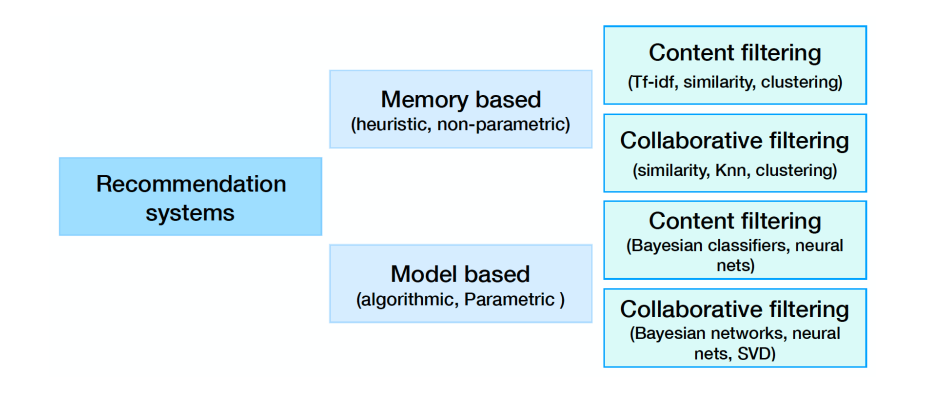 Recommendation
systems
Memory based
(heuristic, non-parametric)
Model based
(algorithmic, Parametric )
Content filtering
(Tf-idf, similarity, clustering)
Collaborative filtering
(similarity, Knn, clustering)
Content filtering
(Bayesian classifiers, neural
nets)
Collaborative filtering
(Bayesian networks, neural
nets, SVD)